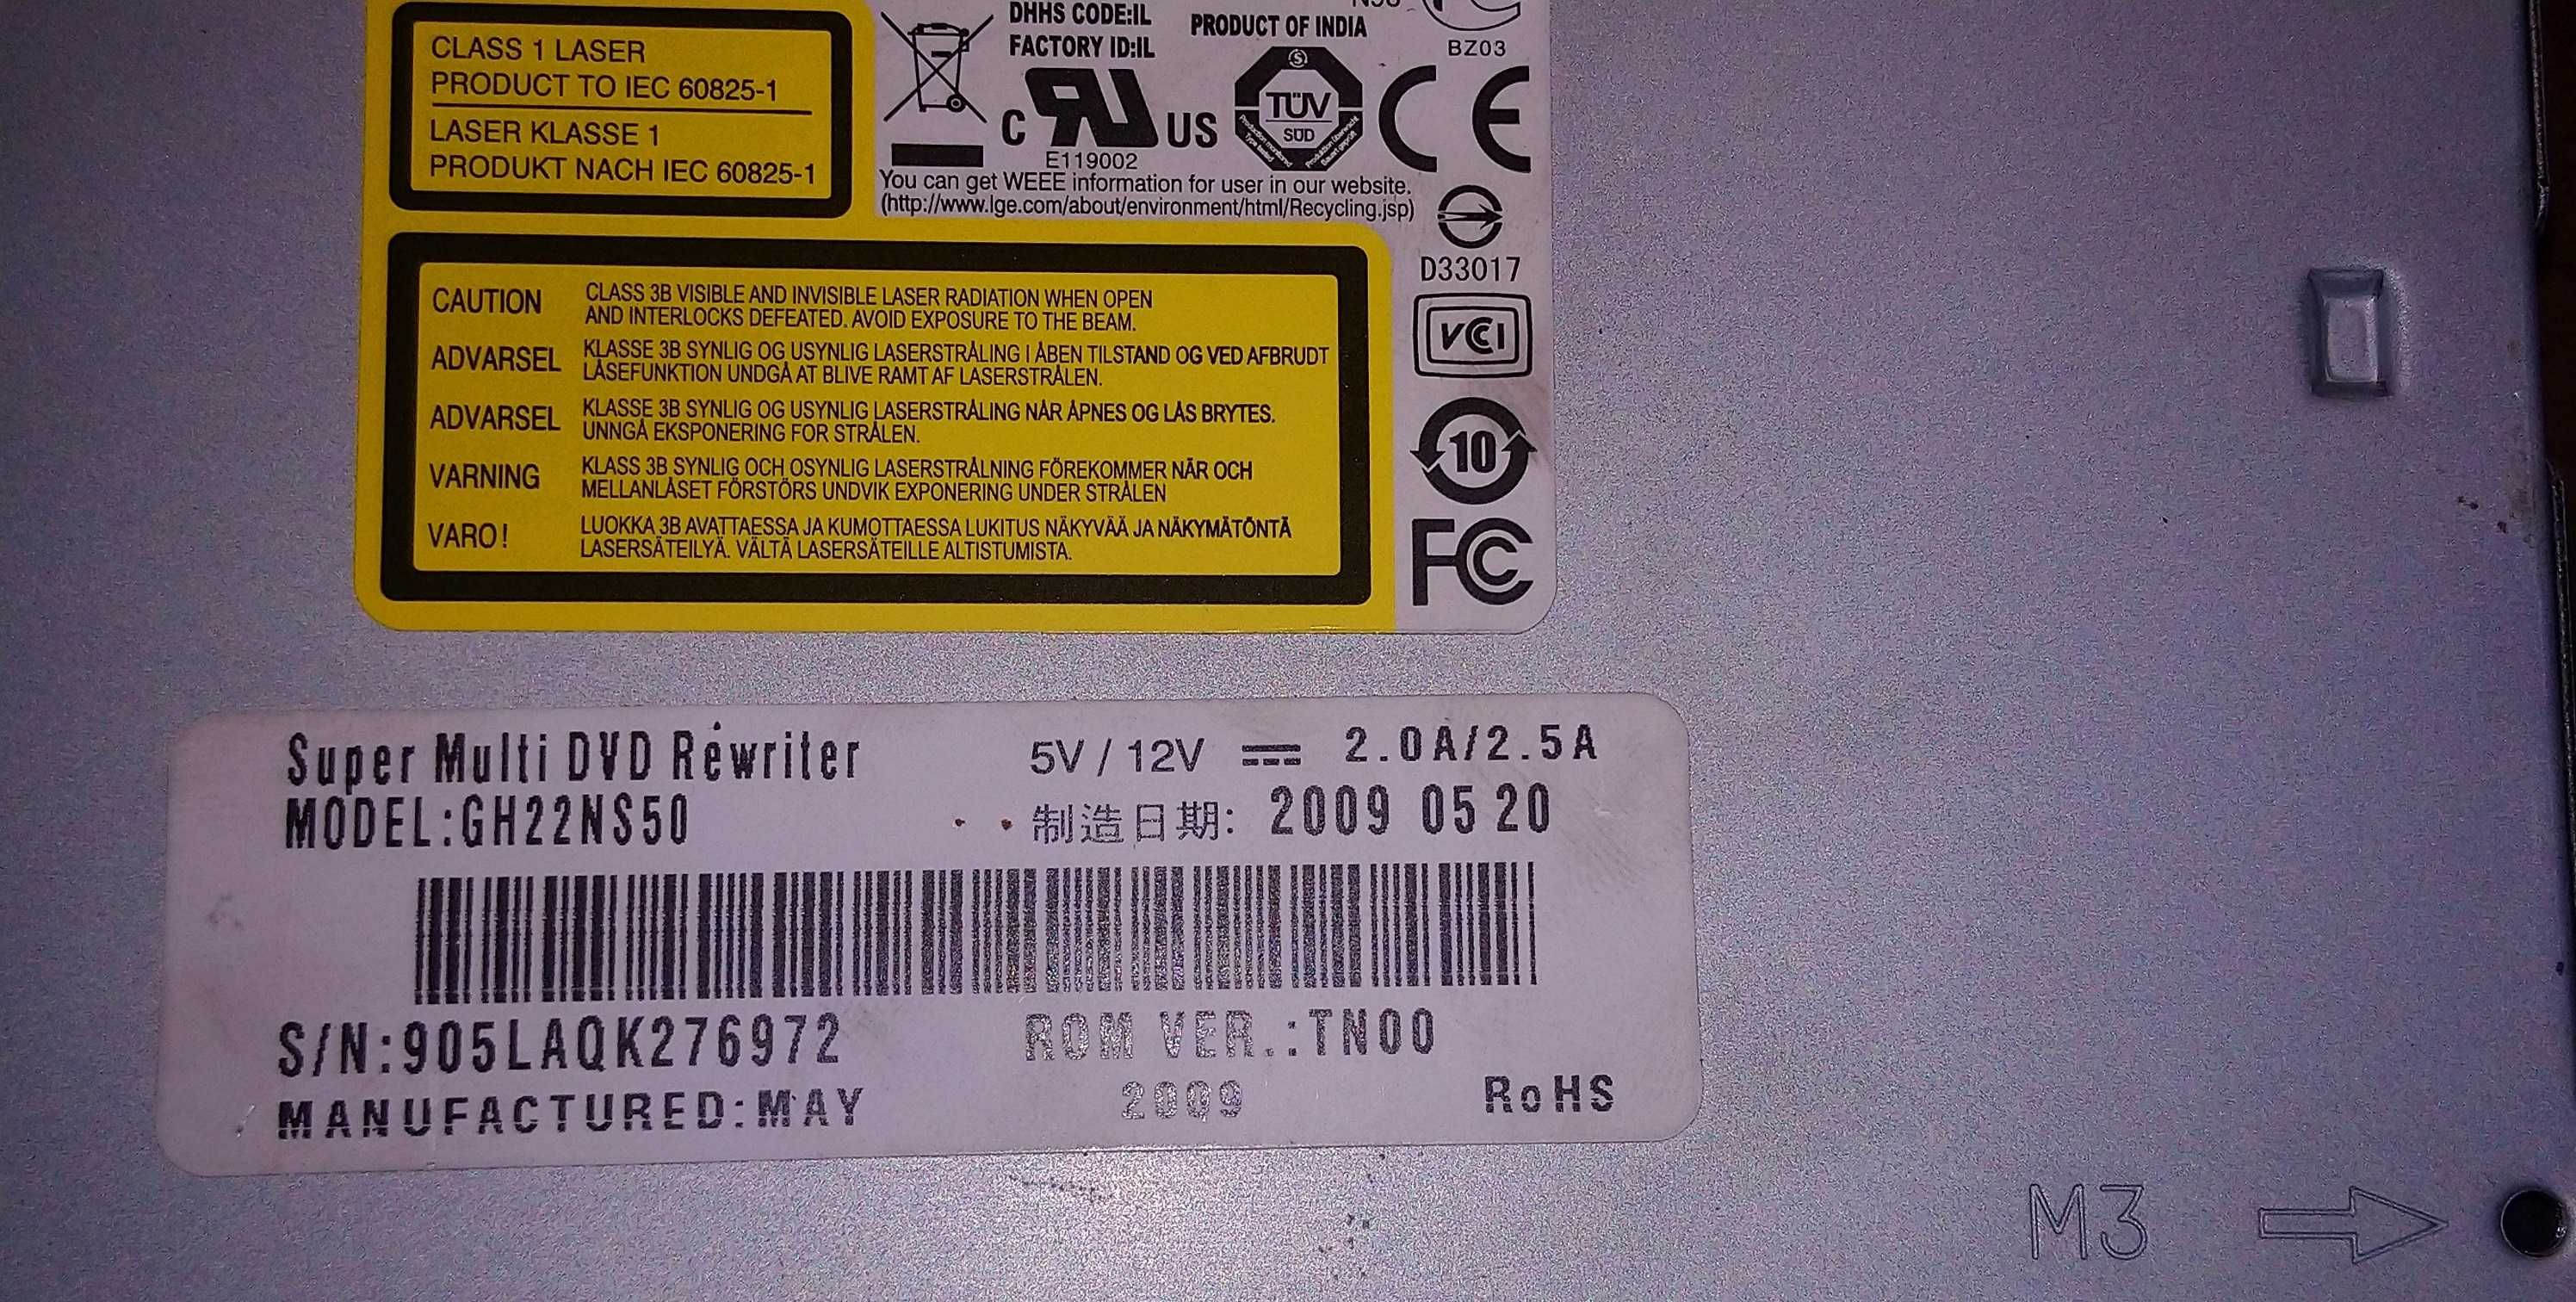 CLASS 1 LASER
PRODUCT TO IEC 60825-1
LASER KLASSE 1
PRODUKT NACH IEC 60825-1
DHHS CODE:IL
FACTORY ID:IL
PRODUCT OF INDIA
BZ03
C US
E119002
TÜV
SÜD
CE
You can get WEEE information for user in our website.
(http://www.lge.com/about/environment/html/Recycling.jsp)
D33017
VCI
10
FC
CAUTION CLASS 3B VISIBLE AND INVISIBLE LASER RADIATION WHEN OPEN
AND INTERLOCKS DEFEATED. AVOID EXPOSURE TO THE BEAM.
ADVARSEL KLASSE 3B SYNLIG OG USYNLIG LASERSTRÅLING I ÅBEN TILSTAND OG VED AFBRUDT
LÅSEFUNKTION UNDGÅ AT BLIVE RAMT AF LASERSTRÅLEN.
ADVARSEL KLASSE 3B SYNLIG OG USYNLIG LASERSTRÅLING NÅR ÅPNES OG LÅS BRYTES.
UNNGÅ EKSPONERING FOR STRÅLEN.
VARNING KLASS 3B SYNLIG OCH OSYNLIG LASERSTRÅLNING FÖREKOMMER NÄR OCH
MELLANLÅSET FÖRSTÖRS UNDVIK EXPONERING UNDER STRÅLEN
VARO! LUOKKA 3B AVATTAESSA JA KUMOTTAESSA LUKITUS NÄKYVÄÄ JA NÄKYMÄTÖNTÄ
LASERSÄTEILYÄ. VÄLTÄ LASERSÄTEILLE ALTISTUMISTA.
Super Multi DVD Rewriter 5V / 12V 2.0A/2.5A
MODEL:GH22NS50 制造日期: 2009 05 20
S/N:905LAQK276972 ROM VER.:TN00
MANUFACTURED:MAY 2009 RoHS
M3